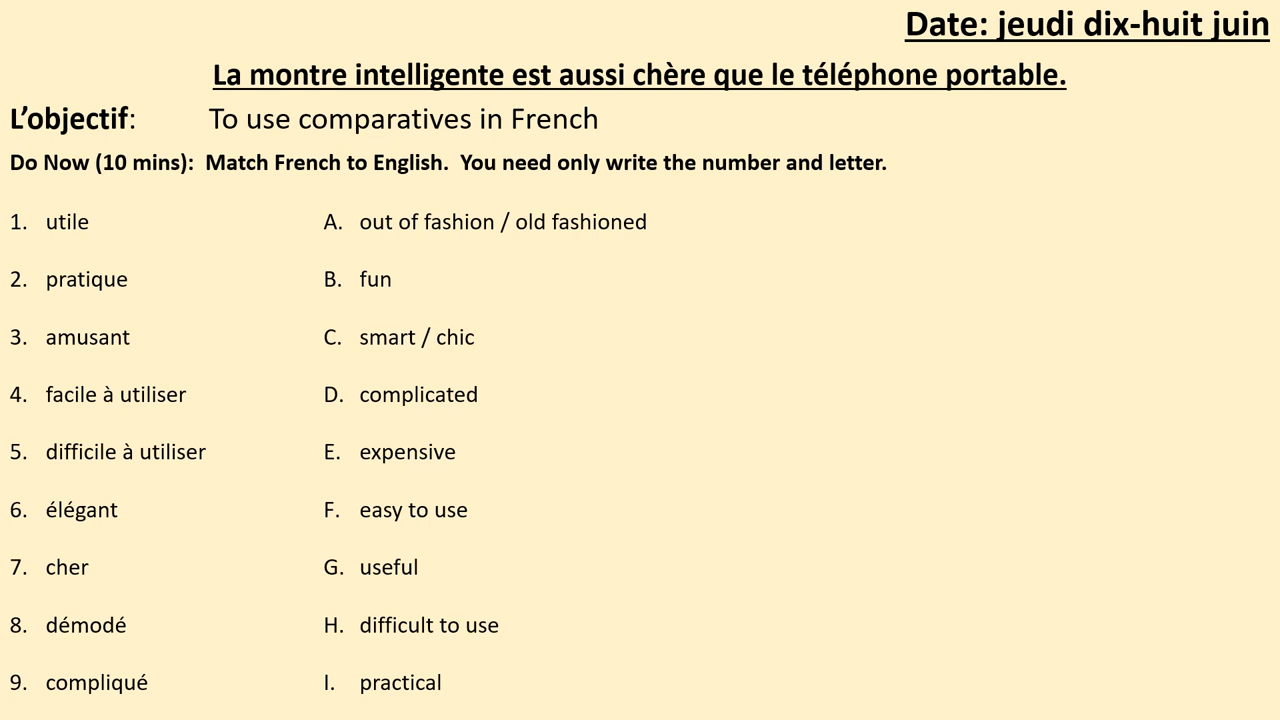 Date: jeudi dix-huit juin
La montre intelligente est aussi chère que le téléphone portable.
L’objectif: To use comparatives in French
Do Now (10 mins): Match French to English. You need only write the number and letter.
1. utile A. out of fashion / old fashioned
2. pratique B. fun
3. amusant C. smart / chic
4. facile à utiliser D. complicated
5. difficile à utiliser E. expensive
6. élégant F. easy to use
7. cher G. useful
8. démodé H. difficult to use
9. compliqué I. practical